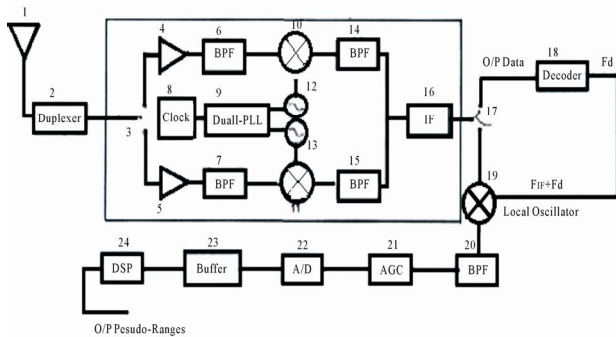 1
2
Duplexer
3
4
5
6
BPF
7
BPF
8
Clock
9
Duall-PLL
10
11
12
13
14
BPF
15
BPF
16
IF
17
O/P Data
18
Decoder
Fd
19
FIF+Fd
Local Oscillator
20
BPF
21
AGC
22
A/D
23
Buffer
24
DSP
O/P Pesudo-Ranges